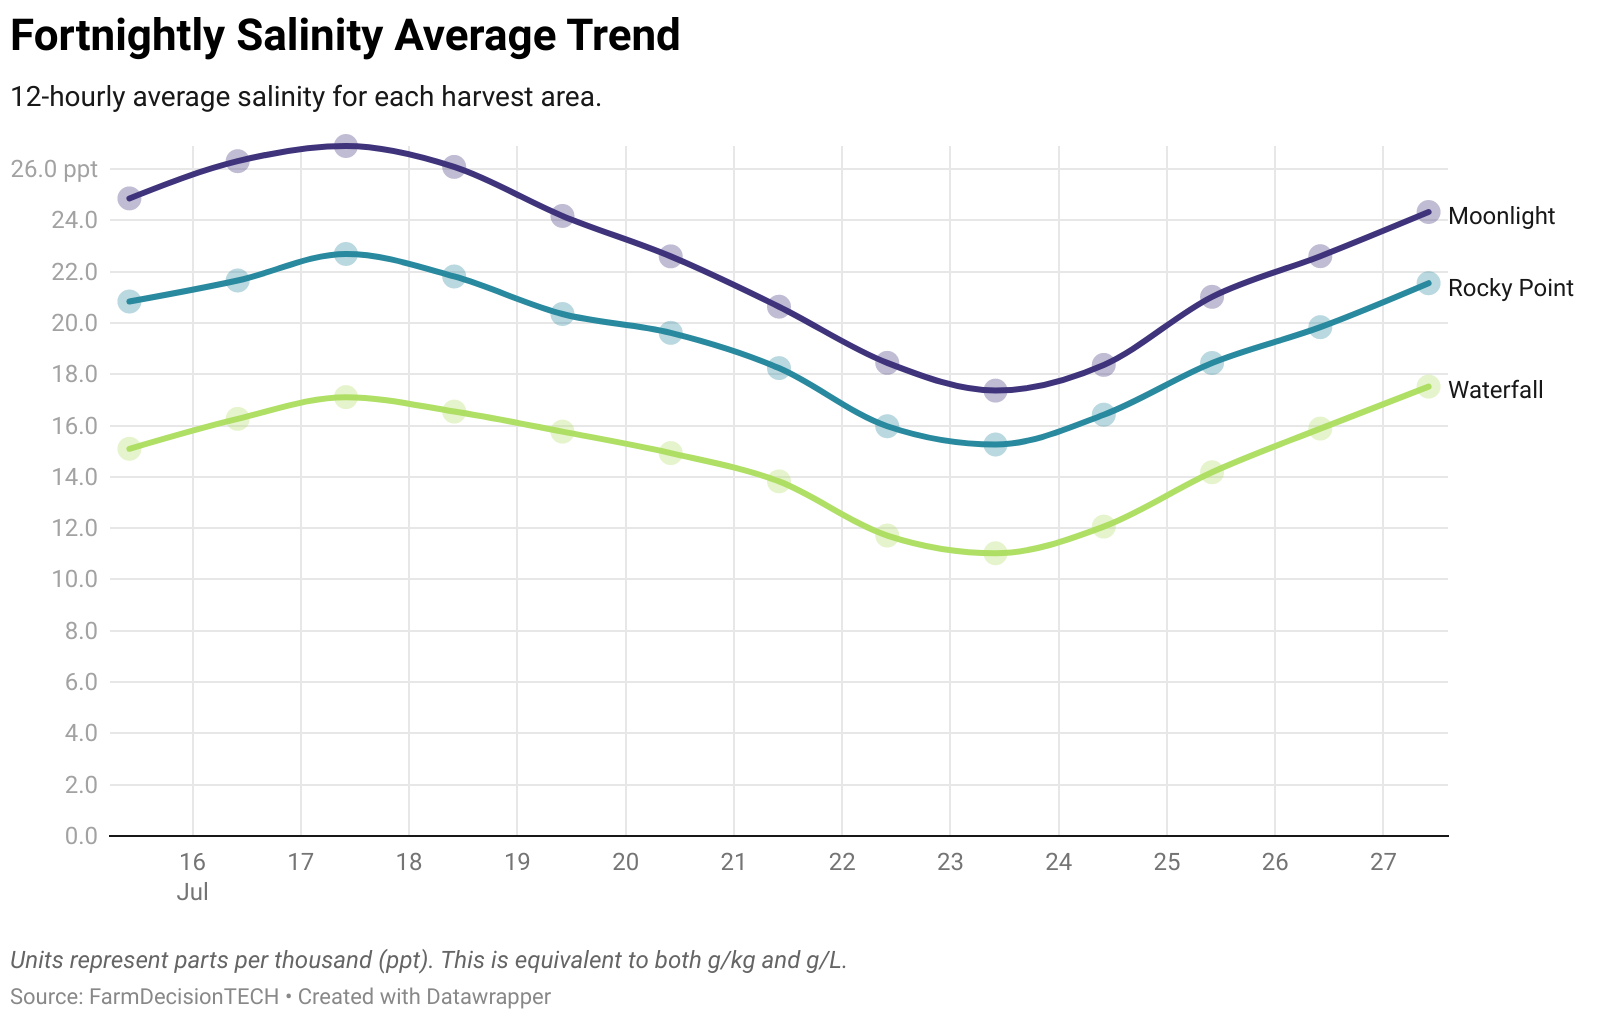 Fortnightly Salinity Average Trend
12-hourly average salinity for each harvest area.
26.0 ppt
24.0
22.0
20.0
18.0
16.0
14.0
12.0
10.0
8.0
6.0
4.0
2.0
0.0
Moonlight
Rocky Point
Waterfall
16 17 18 19 20 21 22 23 24 25 26 27
Jul
Units represent parts per thousand (ppt). This is equivalent to both g/kg and g/L.
Source: FarmDecisionTECH • Created with Datawrapper